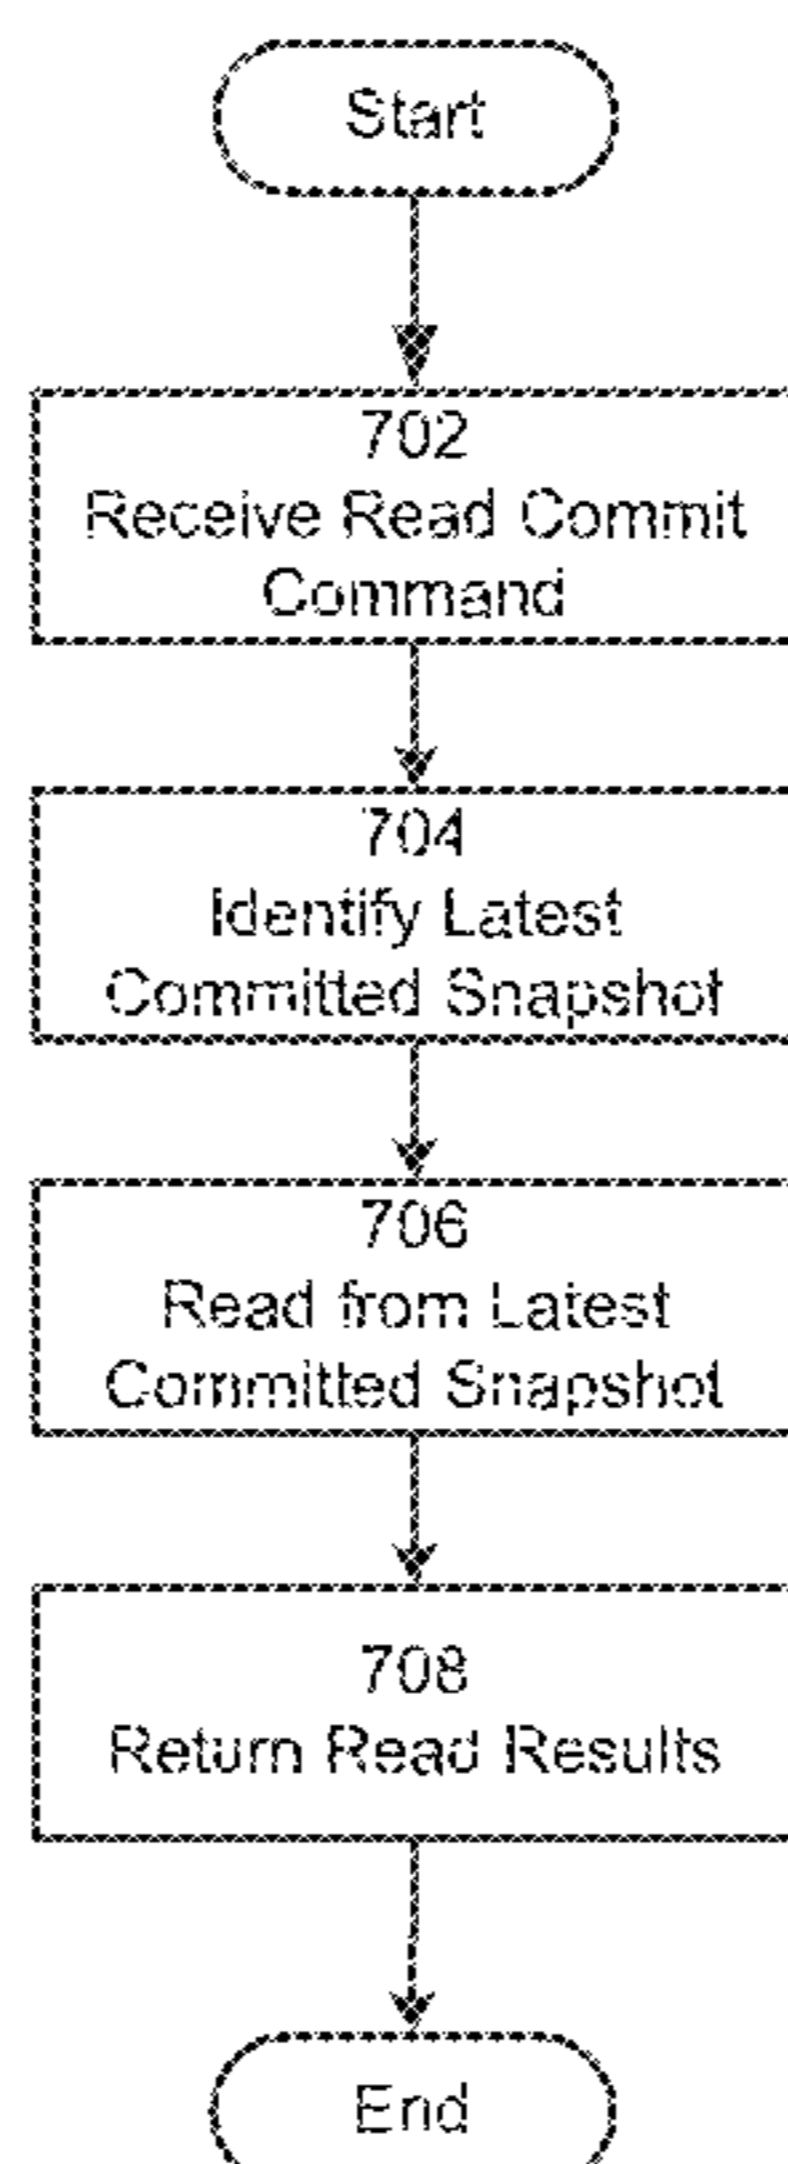 Start
702
Receive Read Commit
Command
704
Identify Latest
Committed Snapshot
706
Read from Latest
Committed Snapshot
708
Return Read Results
End